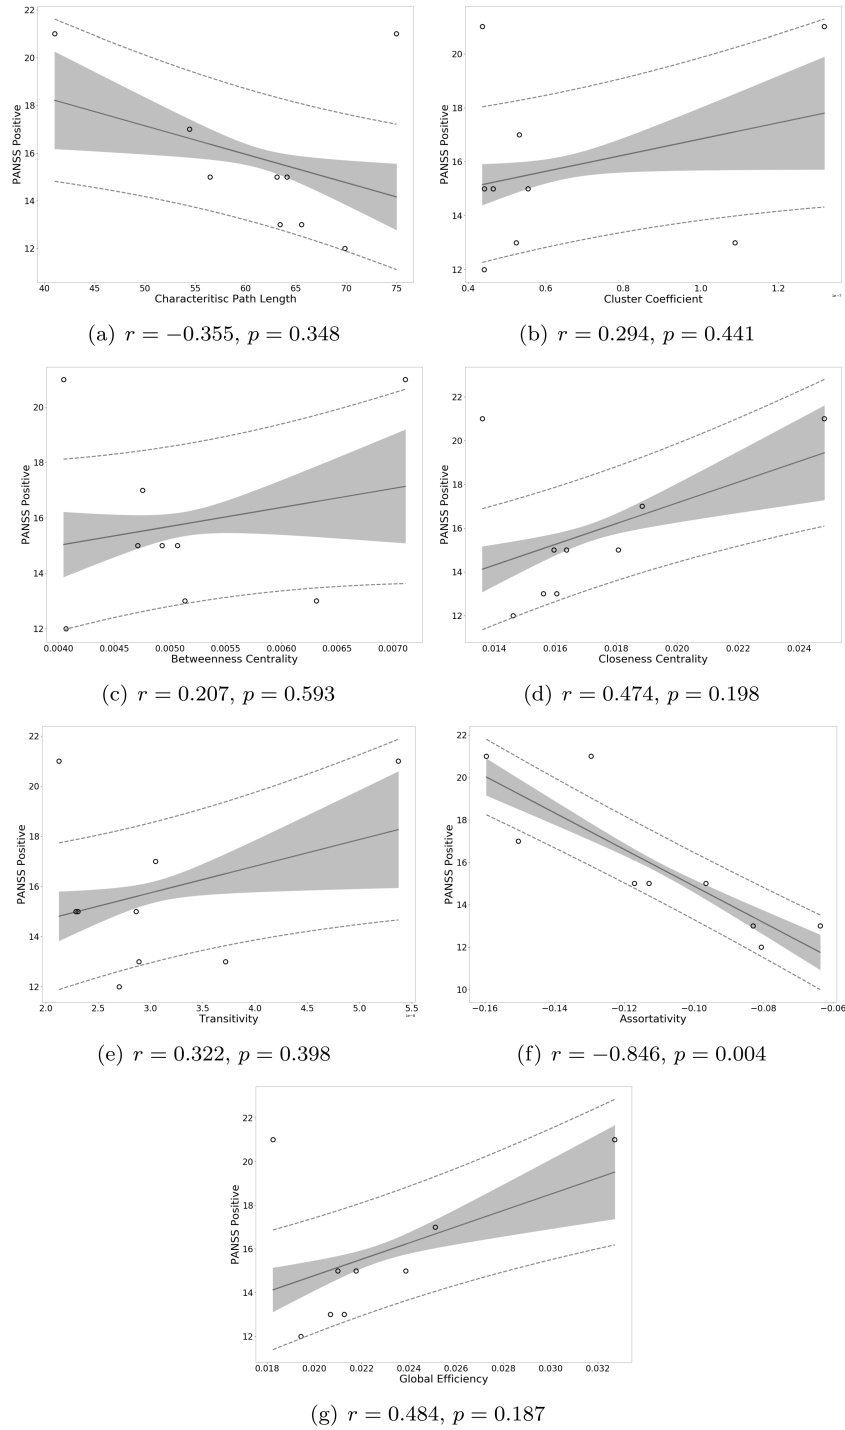 22
20
18
16
14
12
PANSS Positive
40 45 50 55 60 65 70 75
Characteritisc Path Length
(a) r = −0.355, p = 0.348
20
18
16
14
12
PANSS Positive
0.4 0.6 0.8 1.0 1.2
Cluster Coefficient
(b) r = 0.294, p = 0.441
20
18
16
14
12
PANSS Positive
0.0040 0.0045 0.0050 0.0055 0.0060 0.0065 0.0070
Betweenness Centrality
(c) r = 0.207, p = 0.593
22
20
18
16
14
12
PANSS Positive
0.014 0.016 0.018 0.020 0.022 0.024
Closeness Centrality
(d) r = 0.474, p = 0.198
22
20
18
16
14
12
PANSS Positive
2.0 2.5 3.0 3.5 4.0 4.5 5.0 5.5
Transitivity
(e) r = 0.322, p = 0.398
22
20
18
16
14
12
10
PANSS Positive
−0.16 −0.14 −0.12 −0.10 −0.08 −0.06
Assortativity
(f) r = −0.846, p = 0.004
22
20
18
16
14
12
PANSS Positive
0.018 0.020 0.022 0.024 0.026 0.028 0.030 0.032
Global Efficiency
(g) r = 0.484, p = 0.187